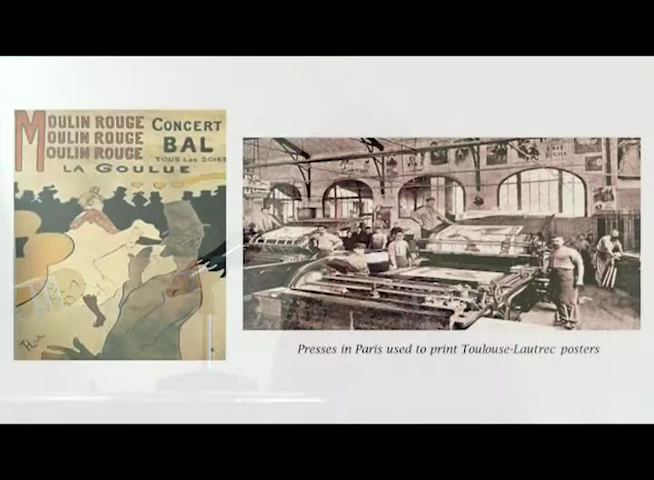 MOULIN ROUGE CONCERT
MOULIN ROUGE BAL
MOULIN ROUGE TOUS Les SOIRS
LA GOULUE
Presses in Paris used to print Toulouse-Lautrec posters